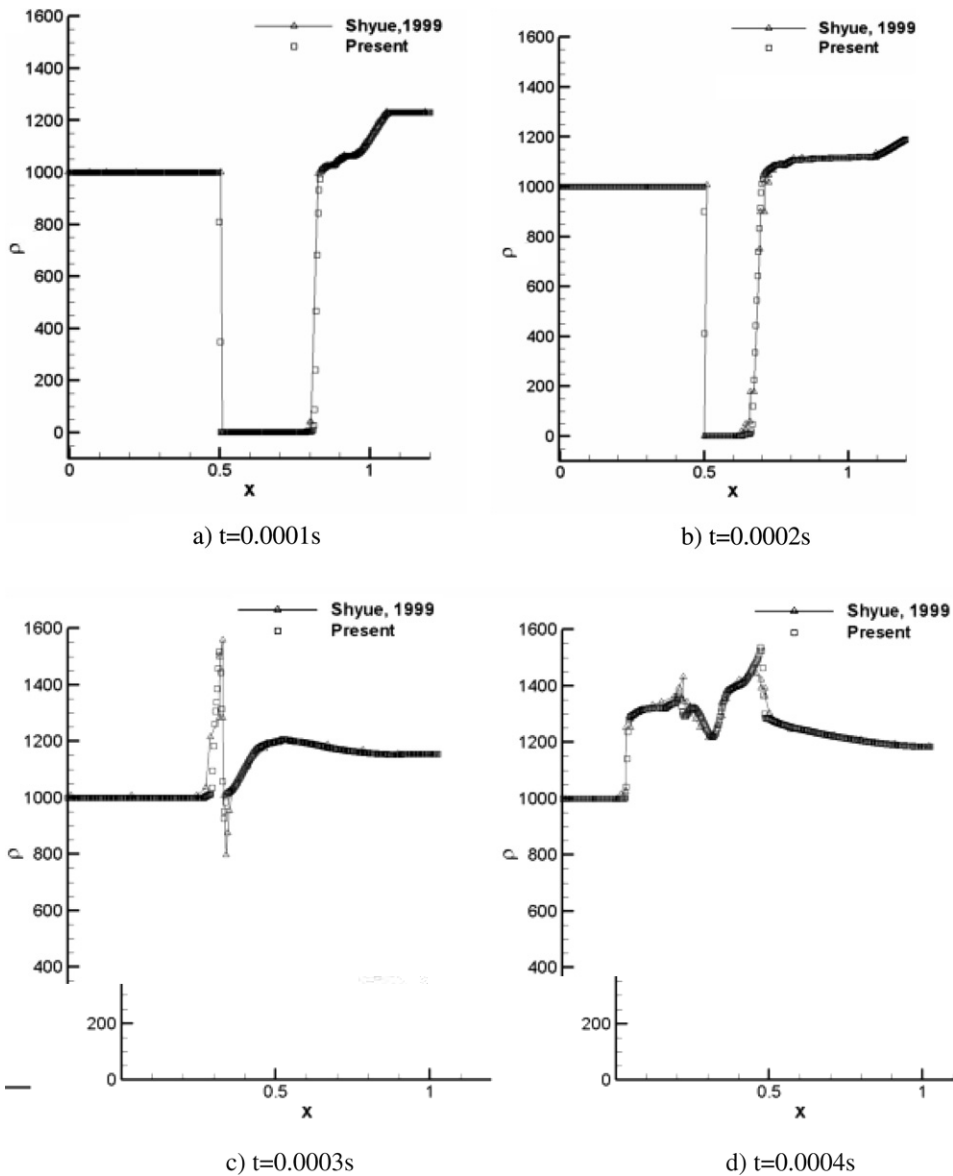 Shyue,1999
Present
1600
1400
1200
1000
800
600
400
200
0
ρ
0
0.5
1
x
a) t=0.0001s
Shyue, 1999
Present
1600
1400
1200
1000
800
600
400
200
0
ρ
0
0.5
1
x
b) t=0.0002s
Shyue, 1999
Present
1600
1400
1200
1000
800
600
400
200
0
ρ
0.5
1
x
c) t=0.0003s
Shyue, 1999
Present
1600
1400
1200
1000
800
600
400
200
0
ρ
0.5
1
x
d) t=0.0004s